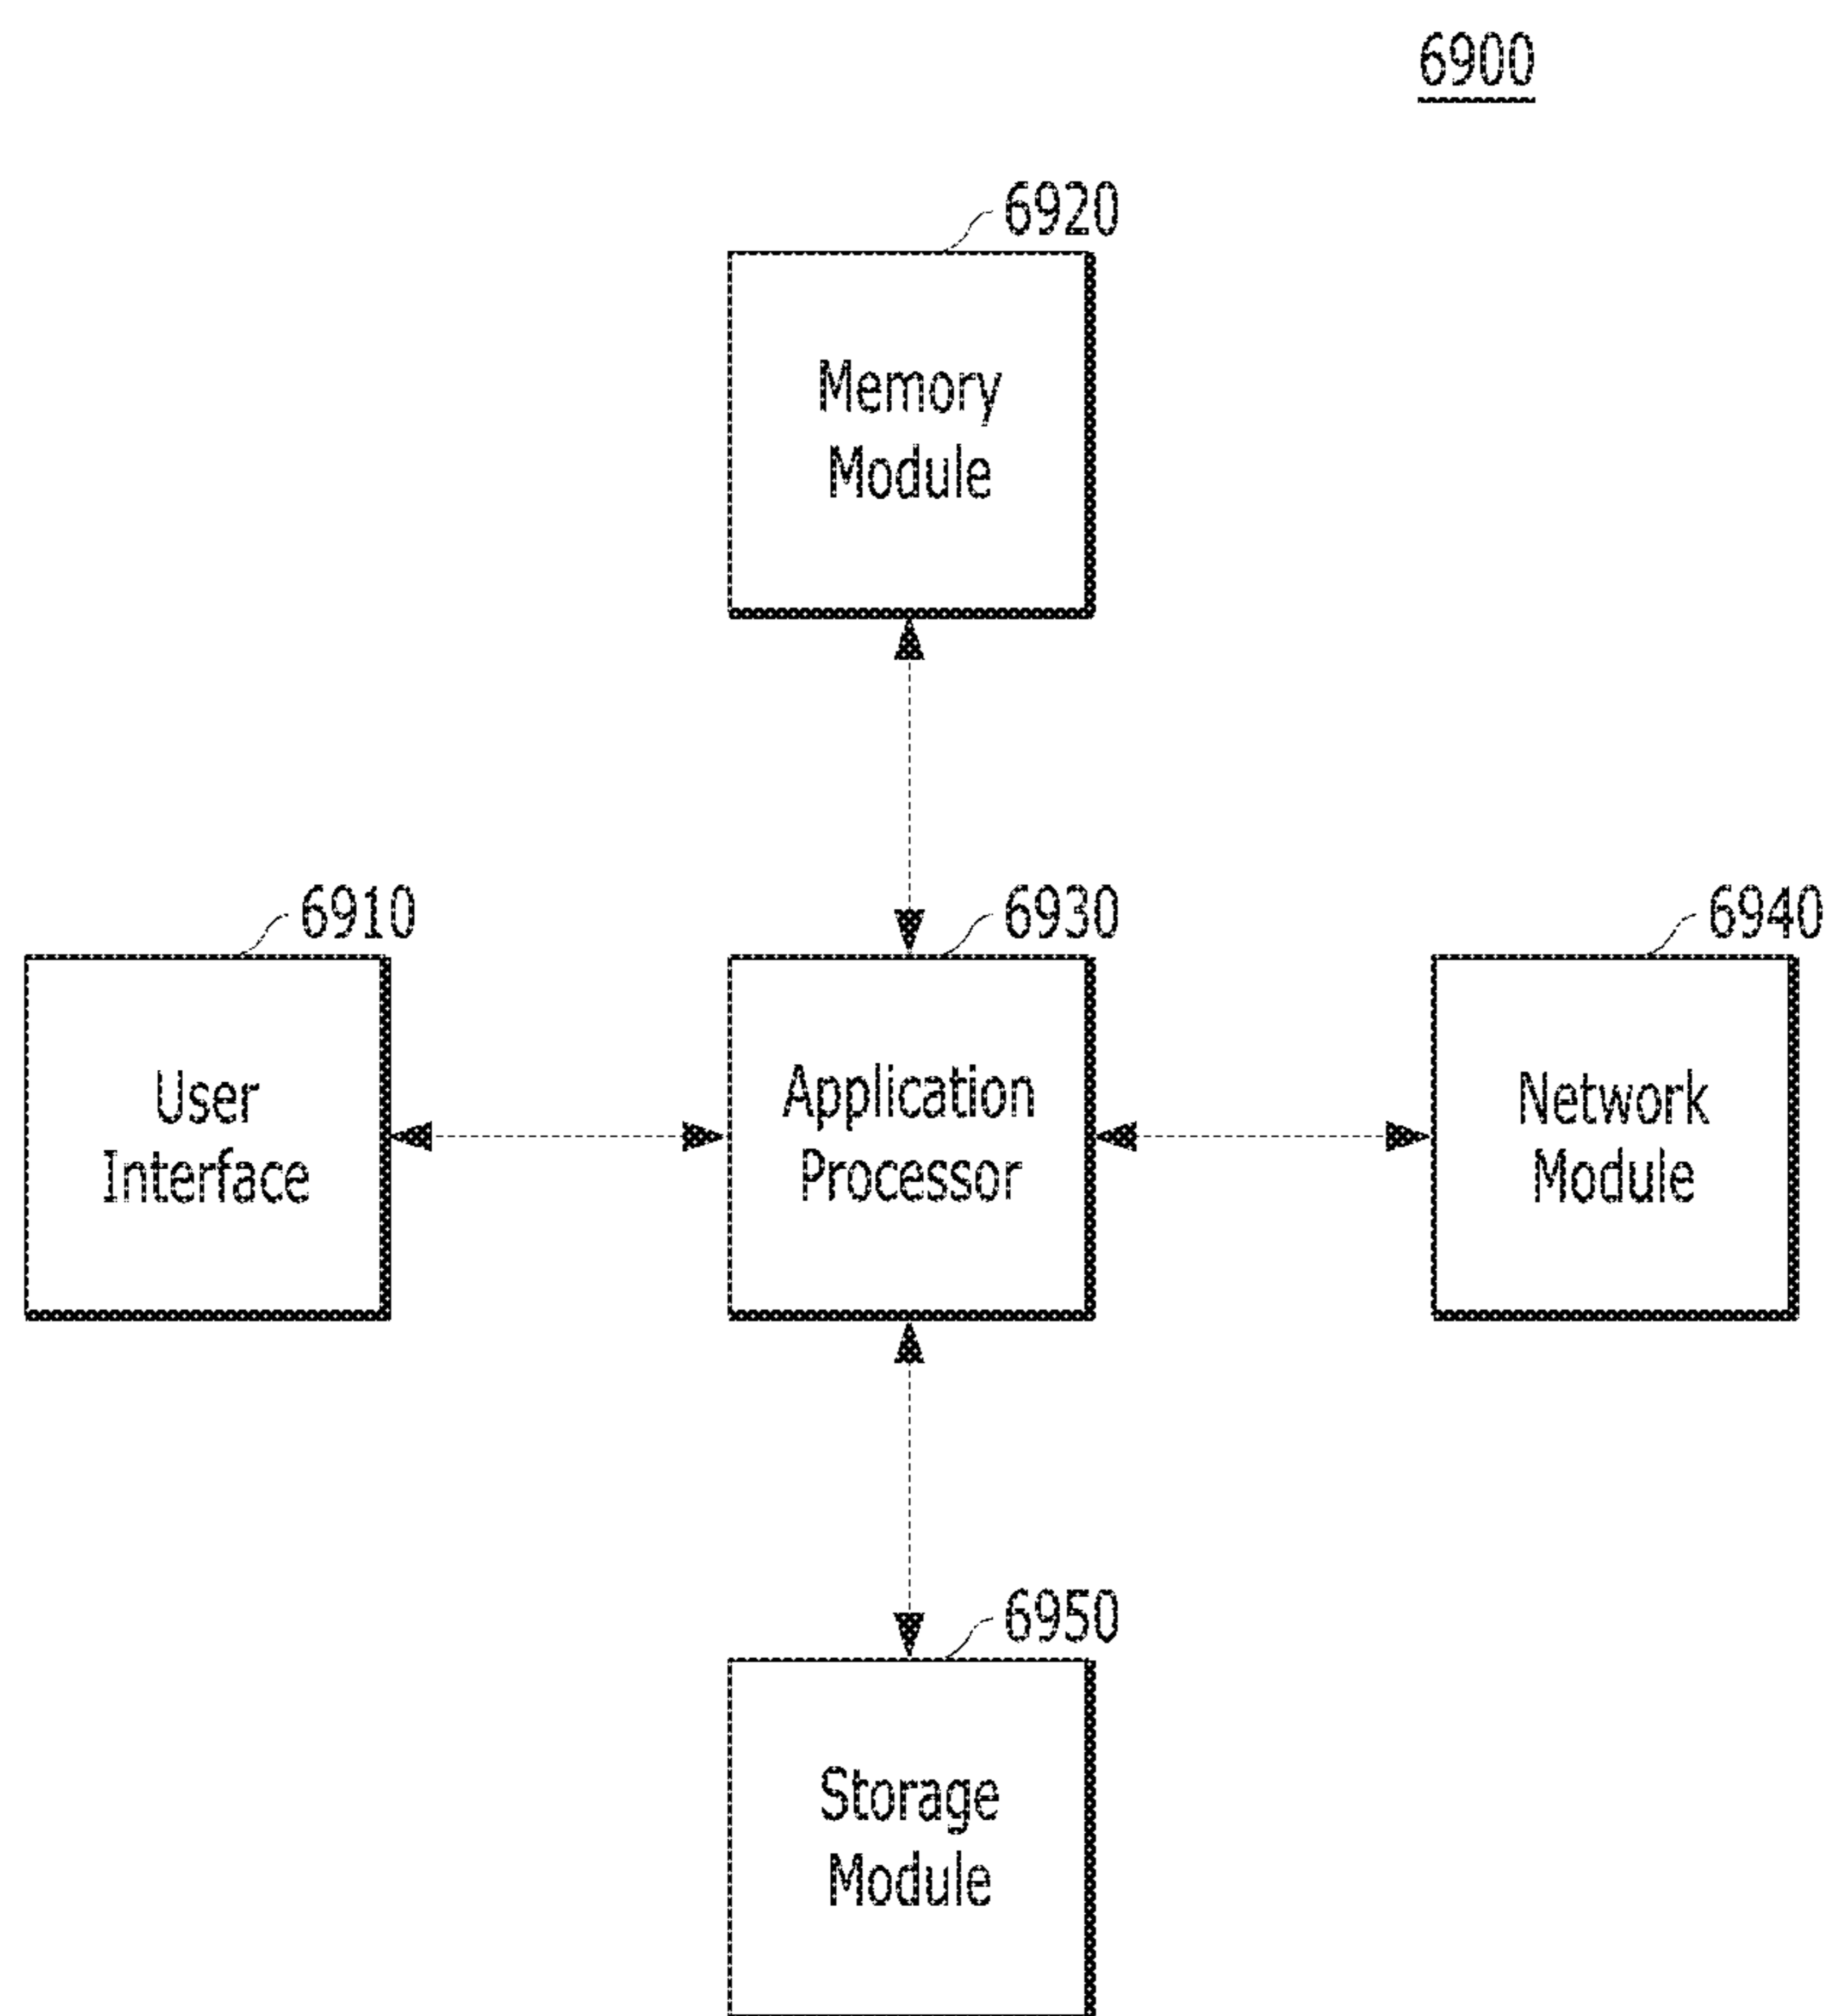 6900
6920
Memory
Module
6910
6930
6940
User
Interface
Application
Processor
Network
Module
6950
Storage
Module